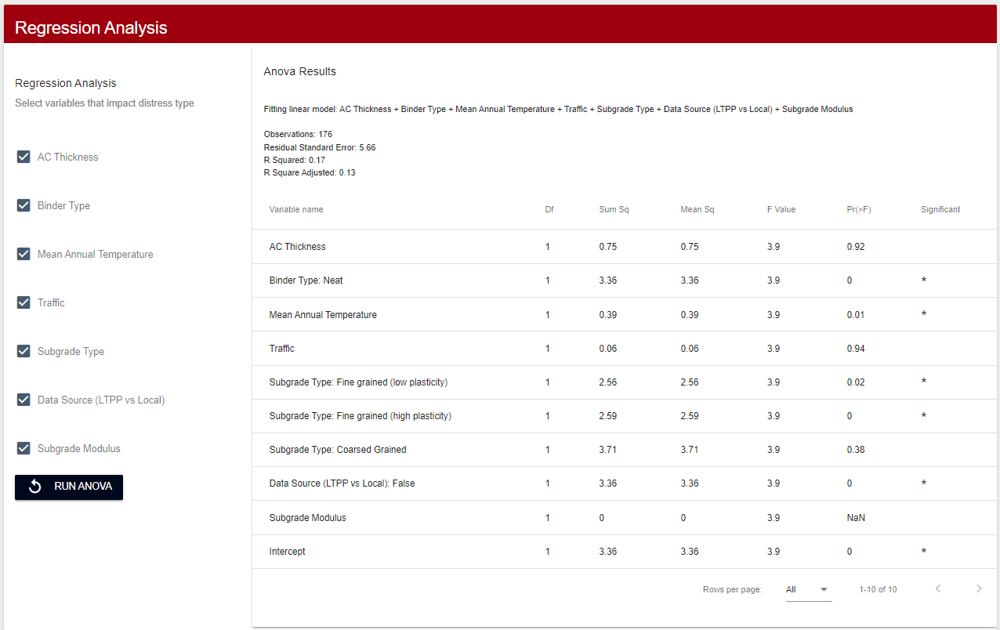 Regression Analysis
Regression Analysis
Select variables that impact distress type
AC Thickness
Binder Type
Mean Annual Temperature
Traffic
Subgrade Type
Data Source (LTPP vs Local)
Subgrade Modulus
RUN ANOVA
Anova Results
Fitting linear model: AC Thickness + Binder Type + Mean Annual Temperature + Traffic + Subgrade Type + Data Source (LTPP vs Local) + Subgrade Modulus
Observations: 176
Residual Standard Error: 5.66
R Squared: 0.17
R Square Adjusted: 0.13
Variable name Df Sum Sq Mean Sq F Value Pr(>F) Significant
AC Thickness 1 0.75 0.75 3.9 0.92
Binder Type: Neat 1 3.36 3.36 3.9 0 *
Mean Annual Temperature 1 0.39 0.39 3.9 0.01 *
Traffic 1 0.06 0.06 3.9 0.94
Subgrade Type: Fine grained (low plasticity) 1 2.56 2.56 3.9 0.02 *
Subgrade Type: Fine grained (high plasticity) 1 2.59 2.59 3.9 0 *
Subgrade Type: Coarsed Grained 1 3.71 3.71 3.9 0.38
Data Source (LTPP vs Local): False 1 3.36 3.36 3.9 0 *
Subgrade Modulus 1 0 0 3.9 NaN
Intercept 1 3.36 3.36 3.9 0 *
Rows per page: All 1-10 of 10